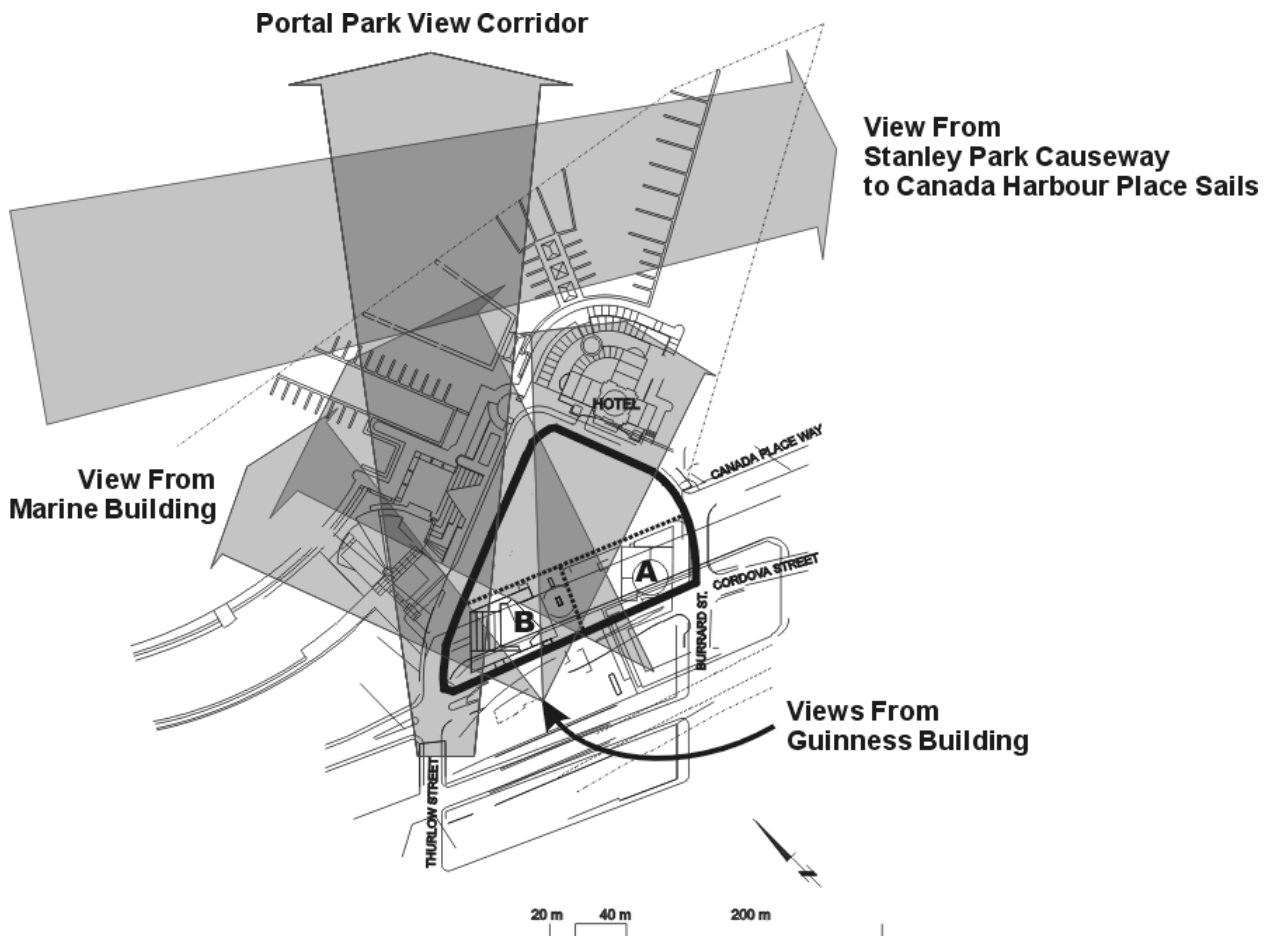 Portal Park View Corridor
View From
Stanley Park Causeway
to Canada Harbour Place Sails
HOTEL
CANADA PLACE WAY
View From
Marine Building
CORDOVA STREET
A
B
BURRARD ST.
Views From
Guinness Building
THURLOW STREET
N
20 m 40 m 200 m